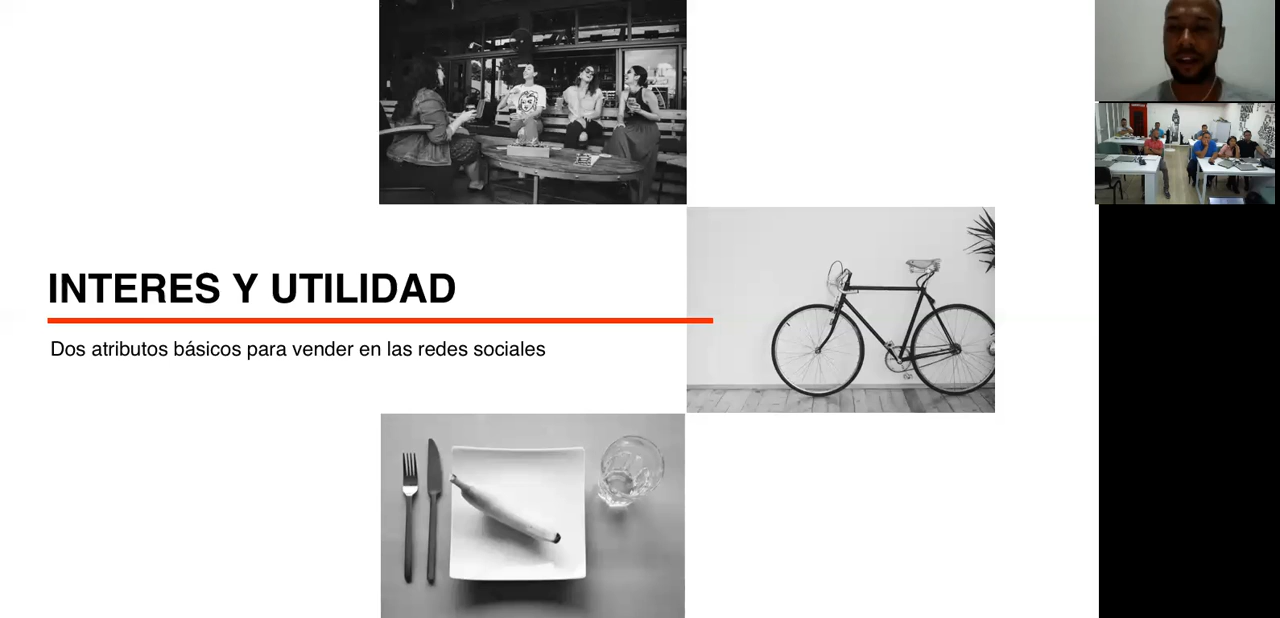 INTERES Y UTILIDAD
Dos atributos básicos para vender en las redes sociales